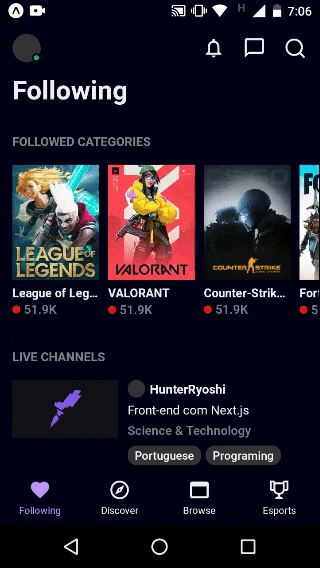 H
7:06
Following
FOLLOWED CATEGORIES
LEAGUE OF
LEGENDS
VALORANT
COUNTER STRIKE
FO
League of Leg...
VALORANT
Counter-Strik...
Fort
51.9K
51.9K
51.9K
5
LIVE CHANNELS
HunterRyoshi
Front-end com Next.js
Science & Technology
Portuguese
Programing
Following
Discover
Browse
Esports